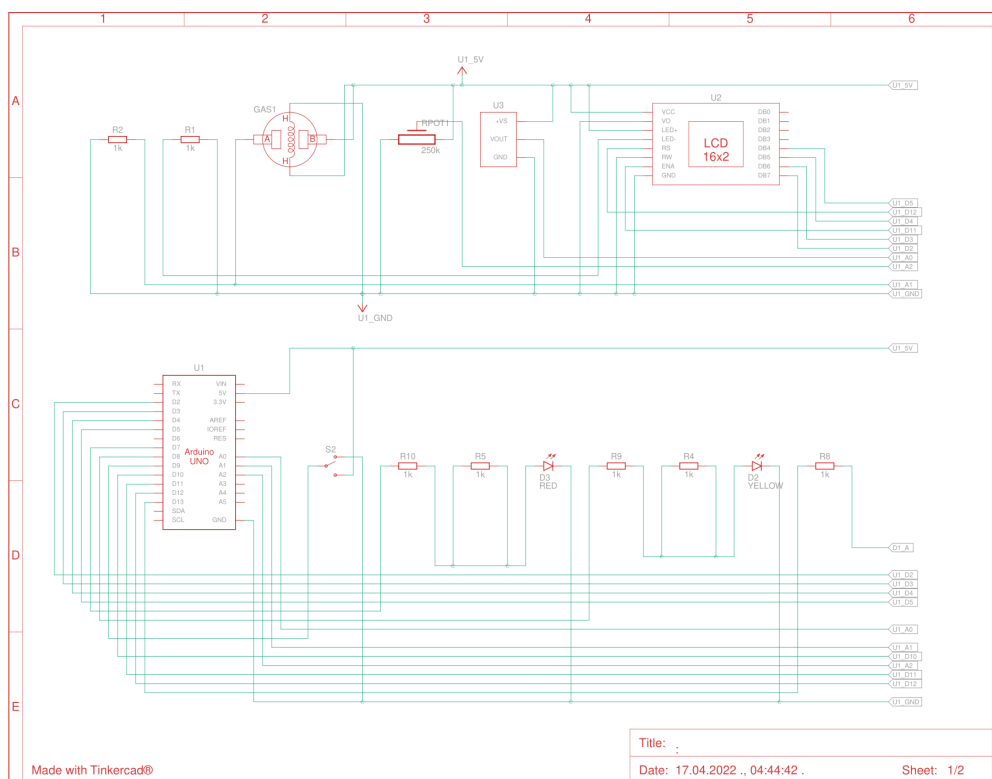 1 2 3 4 5 6
A
B
C
D
E
U1_5V
U1_5V
GAS1
H
A
B
H
R2
1k
R1
1k
RPOT1
250k
U3
+VS
VOUT
GND
U2
VCC
VO
LED+
LED-
RS
RW
ENA
GND
LCD
16x2
DB0
DB1
DB2
DB3
DB4
DB5
DB6
DB7
U1_D5
U1_D12
U1_D4
U1_D11
U1_D3
U1_D2
U1_A0
U1_A2
U1_A1
U1_GND
U1_GND
U1_5V
U1
RX
TX
D2
D3
D4
D5
D6
D7
D8
D9
D10
D11
D12
D13
SDA
SCL
Arduino
UNO
VIN
5V
3.3V
AREF
IOREF
RES
A0
A1
A2
A3
A4
A5
GND
S2
R10
1k
R5
1k
D3
RED
R9
1k
R4
1k
D2
YELLOW
R8
1k
D1_A
U1_D2
U1_D3
U1_D4
U1_D5
U1_A0
U1_A1
U1_D10
U1_A2
U1_D11
U1_D12
U1_GND
Made with Tinkercad®
Title: :
Date: 17.04.2022 ., 04:44:42 . Sheet: 1/2